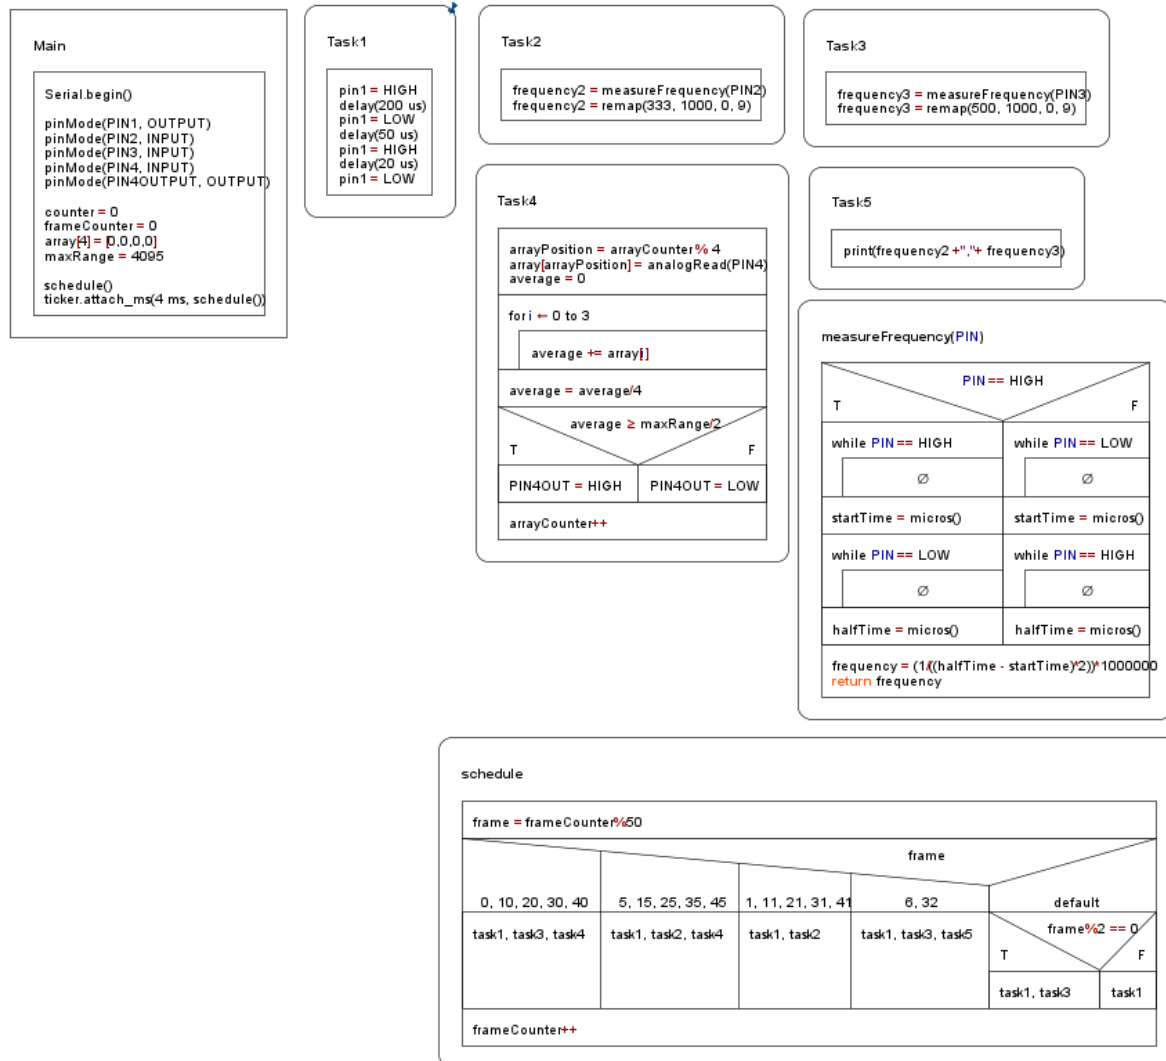 Main
Serial.begin()
pinMode(PIN1, OUTPUT)
pinMode(PIN2, INPUT)
pinMode(PIN3, INPUT)
pinMode(PIN4, INPUT)
pinMode(PIN4OUTPUT, OUTPUT)
counter = 0
frameCounter = 0
array[4] = [0,0,0,0]
maxRange = 4095
schedule()
ticker.attach_ms(4 ms, schedule())
Task1
pin1 = HIGH
delay(200 us)
pin1 = LOW
delay(50 us)
pin1 = HIGH
delay(20 us)
pin1 = LOW
Task2
frequency2 = measureFrequency(PIN2)
frequency2 = remap(333, 1000, 0, 9)
Task3
frequency3 = measureFrequency(PIN3)
frequency3 = remap(500, 1000, 0, 9)
Task4
arrayPosition = arrayCounter % 4
array[arrayPosition] = analogRead(PIN4)
average = 0
for i ← 0 to 3
average += array[i]
average = average/4
average ≥ maxRange/2
T
F
PIN4OUT = HIGH
PIN4OUT = LOW
arrayCounter++
Task5
print(frequency2 +","+ frequency3)
measureFrequency(PIN)
PIN == HIGH
T
F
while PIN == HIGH
while PIN == LOW
∅
∅
startTime = micros()
startTime = micros()
while PIN == LOW
while PIN == HIGH
∅
∅
halfTime = micros()
halfTime = micros()
frequency = (1/((halfTime - startTime)*2))*1000000
return frequency
schedule
frame = frameCounter%50
frame
0, 10, 20, 30, 40
5, 15, 25, 35, 45
1, 11, 21, 31, 41
6, 32
default
task1, task3, task4
task1, task2, task4
task1, task2
task1, task3, task5
frame%2 == 0
T
F
task1, task3
task1
frameCounter++